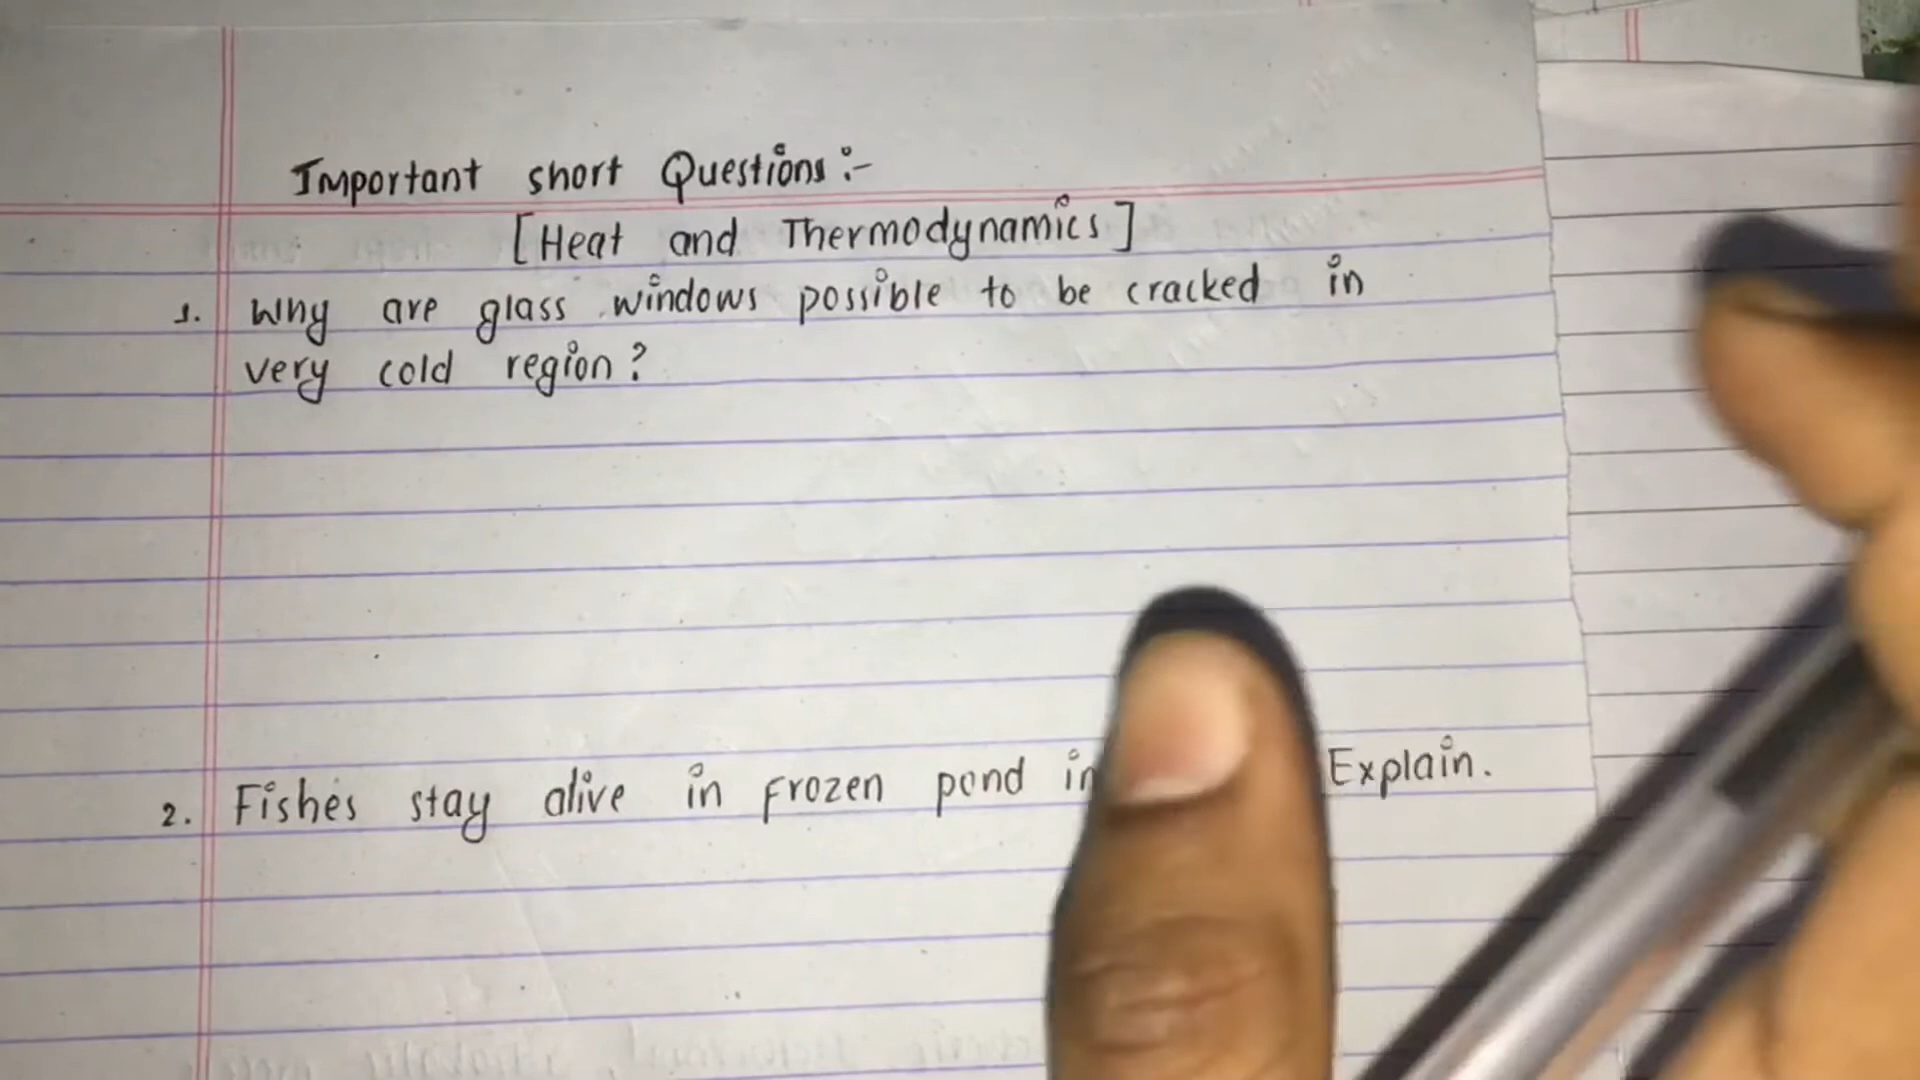 Important short Questions :-
[Heat and Thermodynamics]
1. Why are glass windows possible to be cracked in
very cold region?
2. Fishes stay alive in frozen pond Explain.